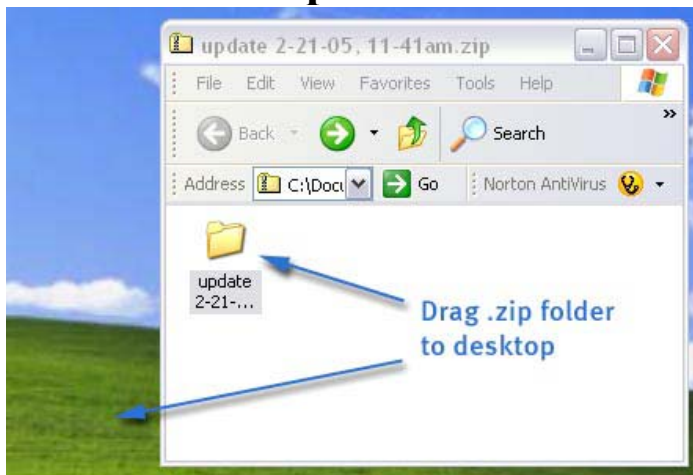 update 2-21-05, 11-41am.zip
File Edit View Favorites Tools Help
Back Search »
Address C:\Docu Go Norton AntiVirus
update
2-21-...
Drag .zip folder
to desktop